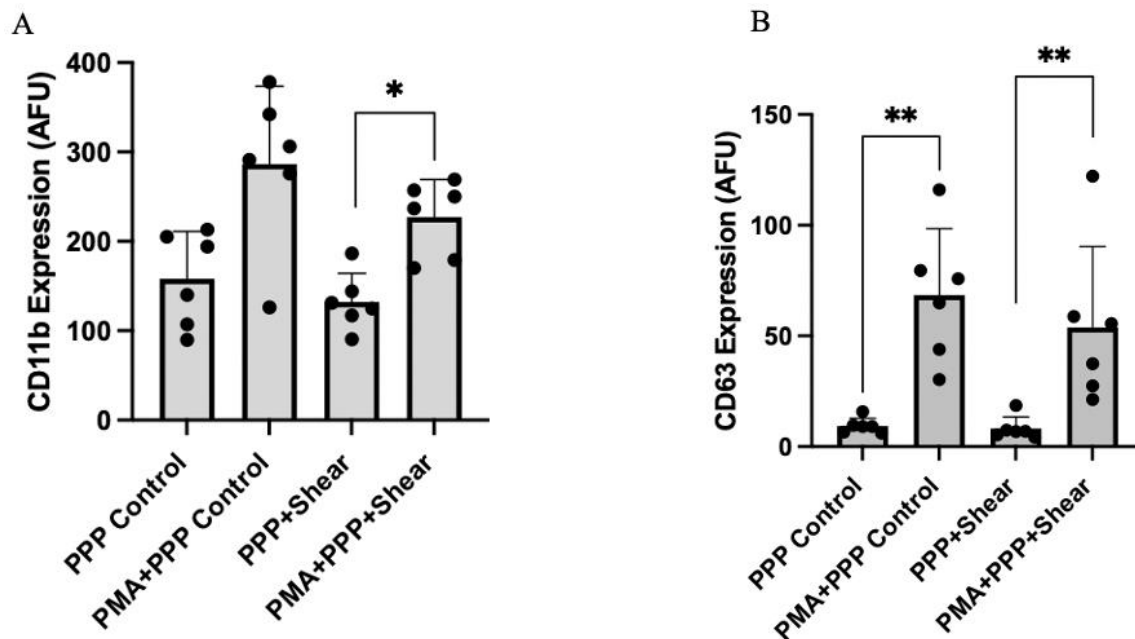 A
CD11b Expression (AFU)
400
300
200
100
0
*
PPP Control
PMA+PPP Control
PPP+Shear
PMA+PPP+Shear
B
CD63 Expression (AFU)
150
100
50
0
**
**
PPP Control
PMA+PPP Control
PPP+Shear
PMA+PPP+Shear